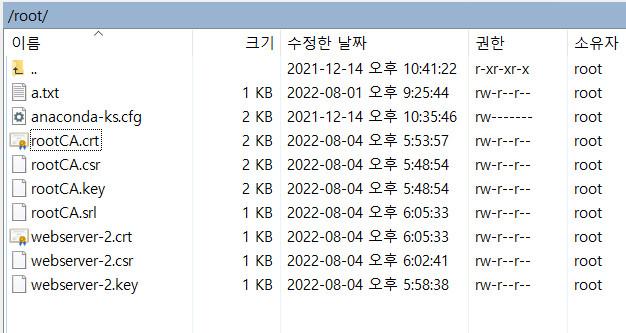 /root/
이름 크기 수정한 날짜 권한 소유자
.. 2021-12-14 오후 10:41:22 r-xr-xr-x root
a.txt 1 KB 2022-08-01 오후 9:25:44 rw-r--r-- root
anaconda-ks.cfg 2 KB 2021-12-14 오후 10:35:46 rw------- root
rootCA.crt 2 KB 2022-08-04 오후 5:53:57 rw-r--r-- root
rootCA.csr 2 KB 2022-08-04 오후 5:48:54 rw-r--r-- root
rootCA.key 2 KB 2022-08-04 오후 5:48:54 rw-r--r-- root
rootCA.srl 1 KB 2022-08-04 오후 6:05:33 rw-r--r-- root
webserver-2.crt 1 KB 2022-08-04 오후 6:05:33 rw-r--r-- root
webserver-2.csr 1 KB 2022-08-04 오후 6:02:41 rw-r--r-- root
webserver-2.key 1 KB 2022-08-04 오후 5:58:38 rw-r--r-- root